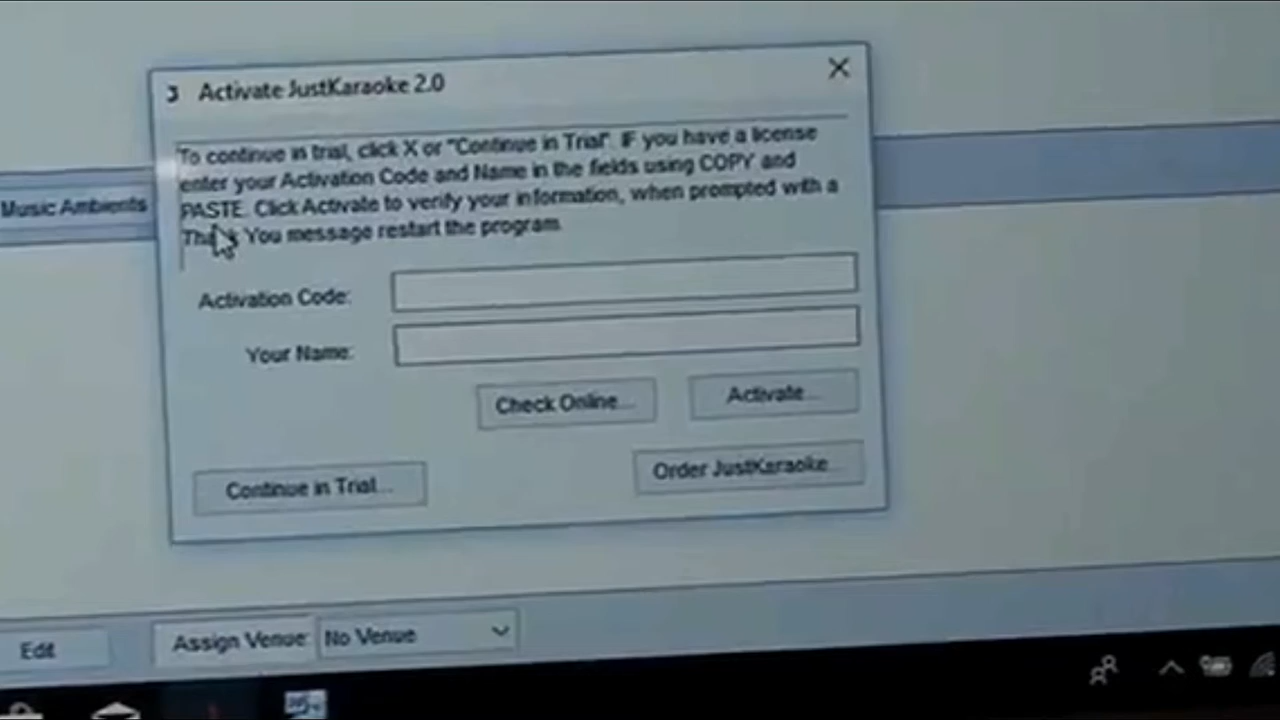 Activate JustKaraoke 2.0
To continue in trial, click X or "Continue in Trial". IF you have a license
enter your Activation Code and Name in the fields using COPY and
PASTE. Click Activate to verify your information, when prompted with a
Thank You message restart the program
Music Ambients
Activation Code:
Your Name:
Check Online...
Activate...
Continue in Trial...
Order JustKaraoke...
Edit
Assign Venue:
No Venue